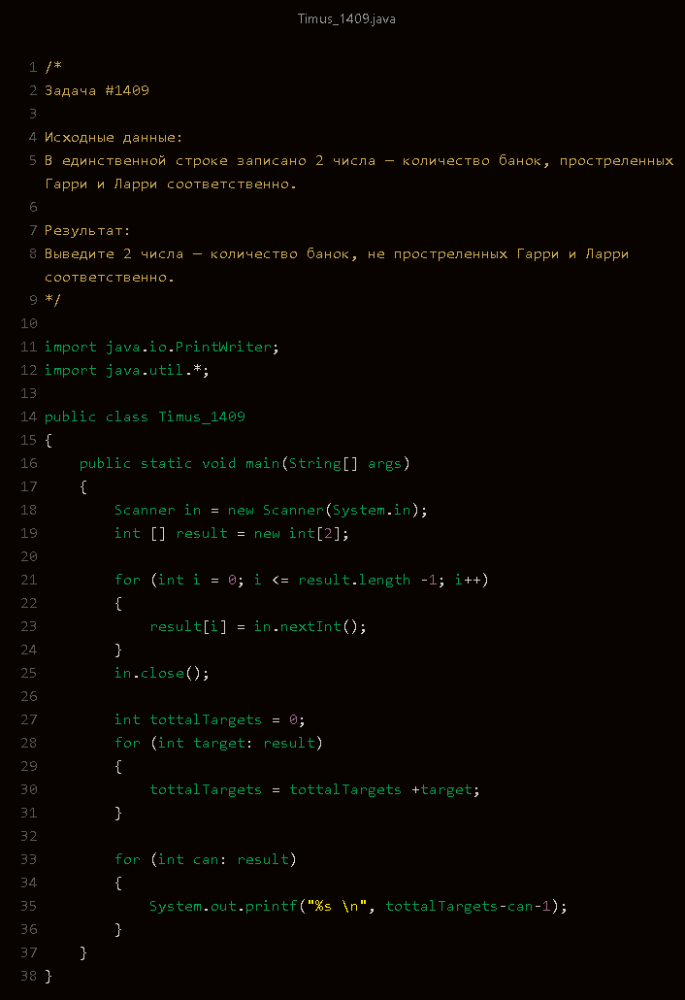 Timus_1409.java
1 /*
2 Задача #1409
3
4 Исходные данные:
5 В единственной строке записано 2 числа — количество банок, простреленных
Гарри и Ларри соответственно.
6
7 Результат:
8 Выведите 2 числа — количество банок, не простреленных Гарри и Ларри
соответственно.
9 */
10
11 import java.io.PrintWriter;
12 import java.util.*;
13
14 public class Timus_1409
15 {
16     public static void main(String[] args)
17     {
18         Scanner in = new Scanner(System.in);
19         int [] result = new int[2];
20
21         for (int i = 0; i <= result.length -1; i++)
22         {
23             result[i] = in.nextInt();
24         }
25         in.close();
26
27         int tottalTargets = 0;
28         for (int target: result)
29         {
30             tottalTargets = tottalTargets +target;
31         }
32
33         for (int can: result)
34         {
35             System.out.printf("%s \n", tottalTargets-can-1);
36         }
37     }
38 }